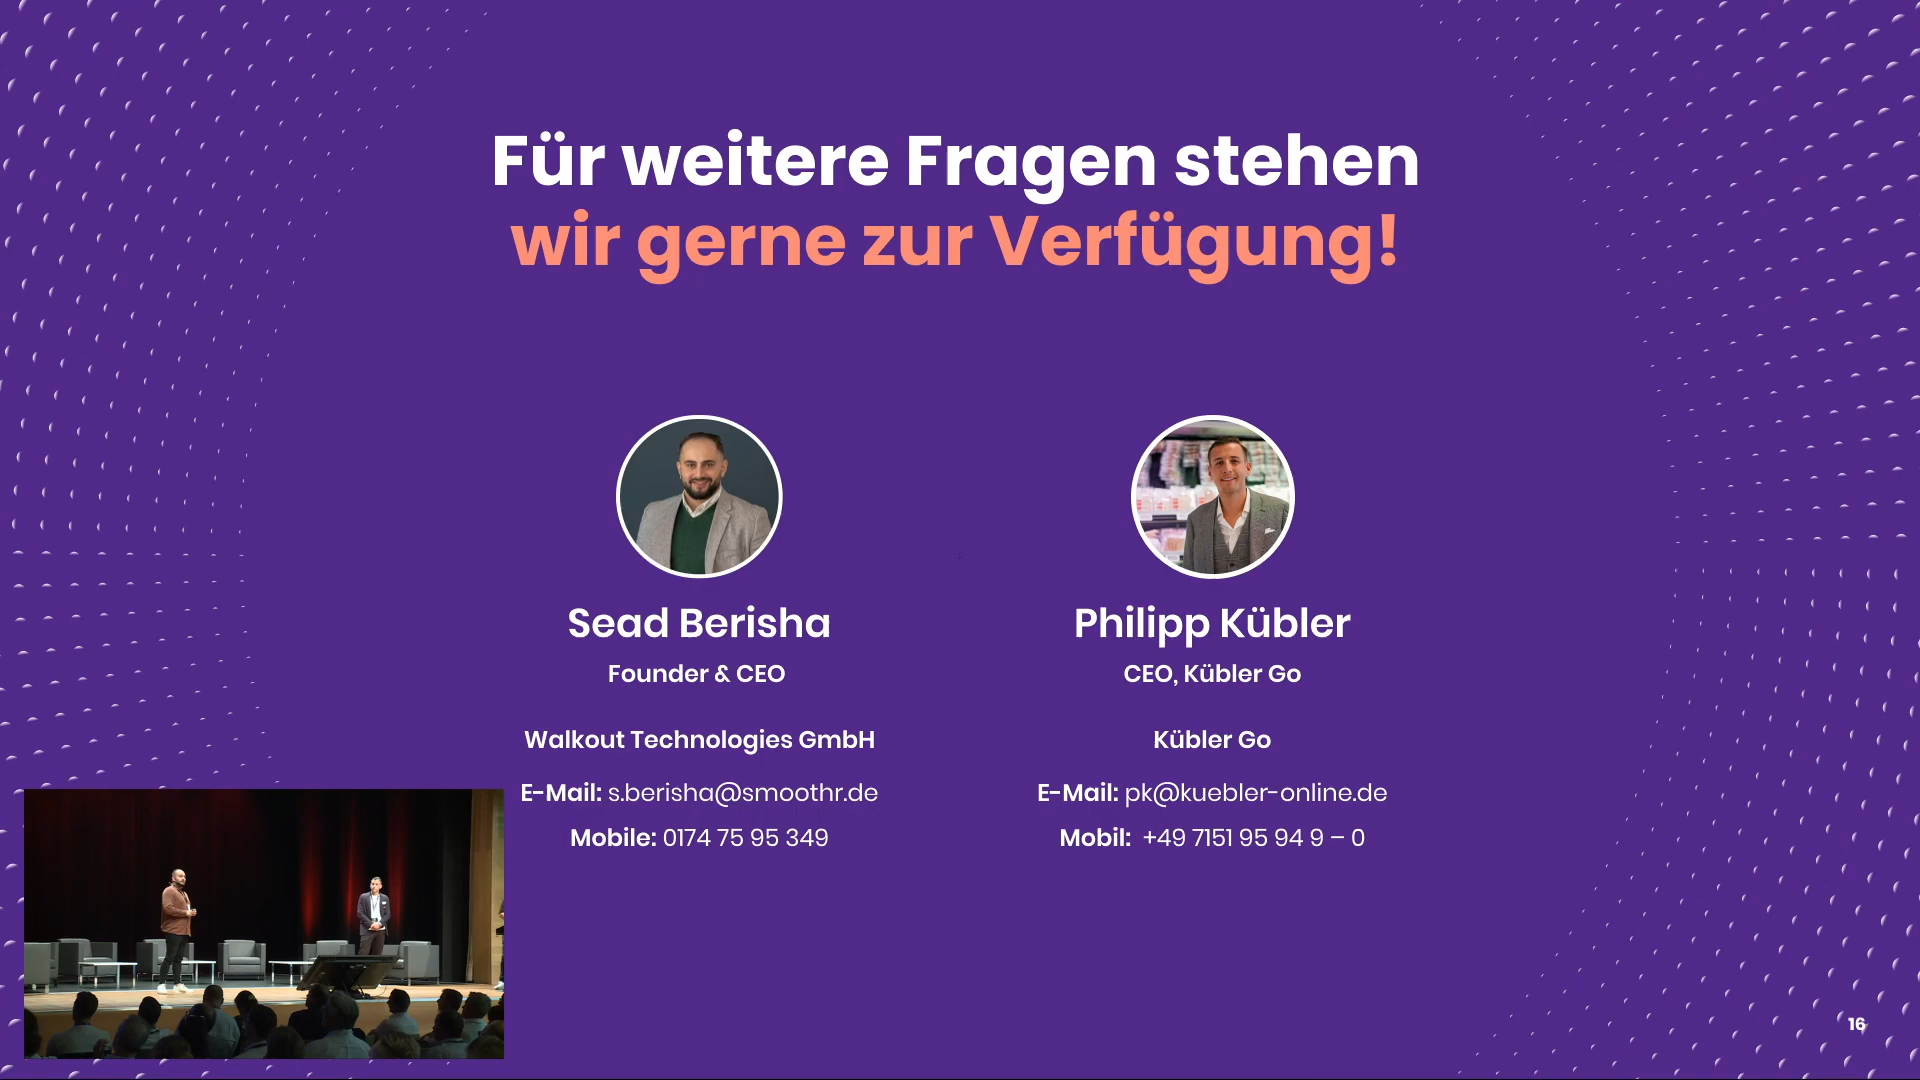 Für weitere Fragen stehen
wir gerne zur Verfügung!
Sead Berisha
Founder & CEO
Walkout Technologies GmbH
E-Mail: s.berisha@smoothr.de
Mobile: 0174 75 95 349
Philipp Kübler
CEO, Kübler Go
Kübler Go
E-Mail: pk@kuebler-online.de
Mobil: +49 7151 95 94 9 – 0
16